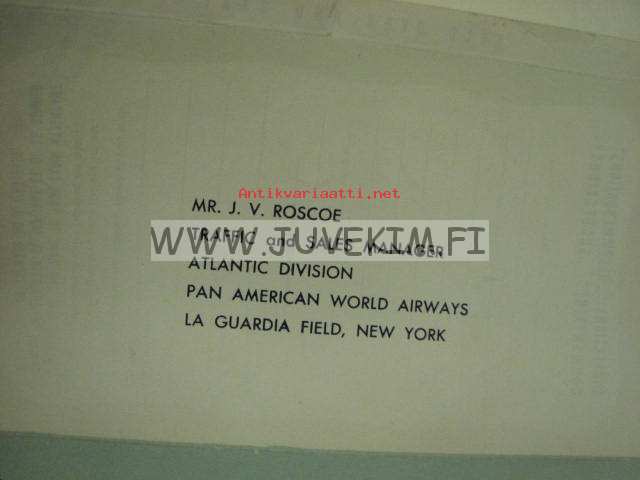 Antikvariaatti.net
MR. J. V. ROSCOE
TRAFFIC and SALES MANAGER
WWW.JUVEKIM.FI
ATLANTIC DIVISION
PAN AMERICAN WORLD AIRWAYS
LA GUARDIA FIELD, NEW YORK